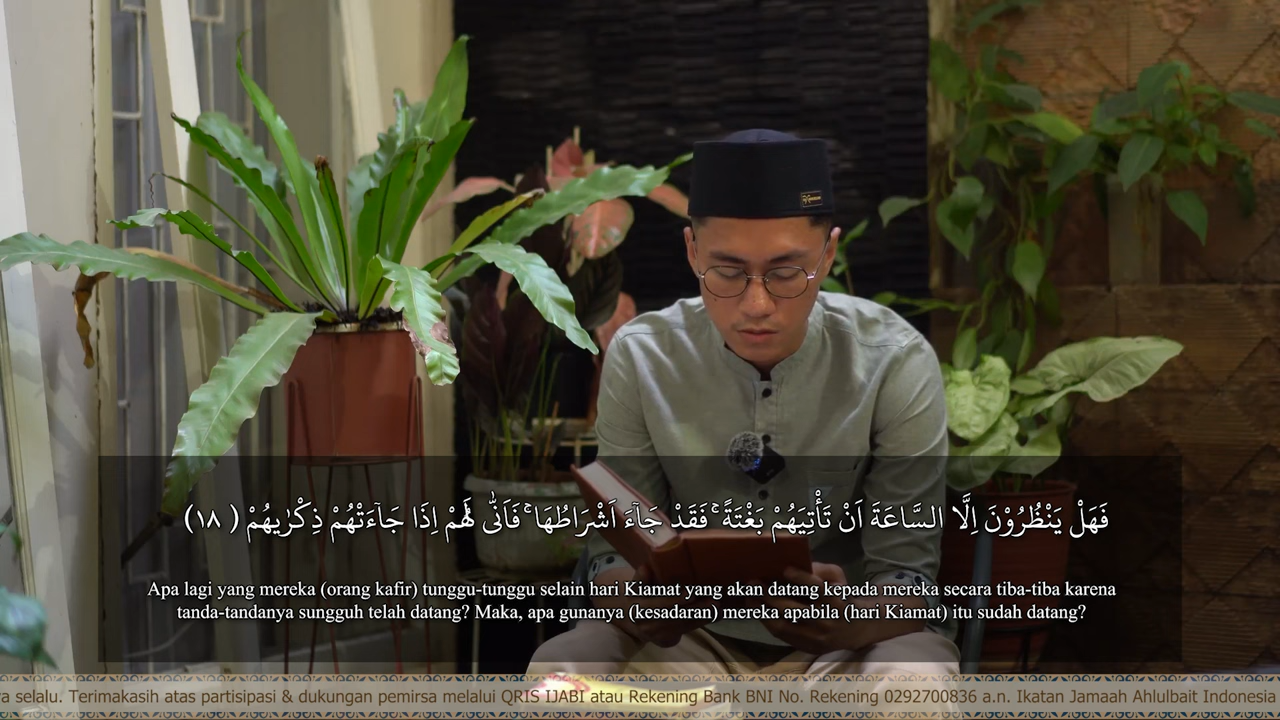 فَهَلْ يَنْظُرُوْنَ اِلَّا السَّاعَةَ اَنْ تَأْتِيَهُمْ بَغْتَةً ۚ فَقَدْ جَاۤءَ اَشْرَاطُهَا ۚ فَاَنّٰى لَهُمْ اِذَا جَاۤءَتْهُمْ ذِكْرٰىهُمْ ( ١٨)
Apa lagi yang mereka (orang kafir) tunggu-tunggu selain hari Kiamat yang akan datang kepada mereka secara tiba-tiba karena
tanda-tandanya sungguh telah datang? Maka, apa gunanya (kesadaran) mereka apabila (hari Kiamat) itu sudah datang?
selalu. Terimakasih atas partisipasi & dukungan pemirsa melalui QRIS IJABI atau Rekening Bank BNI No. Rekening 0292700836 a.n. Ikatan Jamaah Ahlulbait Indonesia